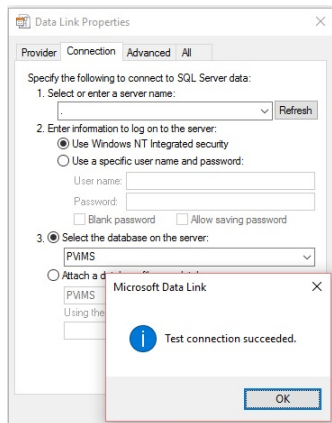 Data Link Properties
Provider Connection Advanced All
Specify the following to connect to SQL Server data:
1. Select or enter a server name:
.
Refresh
2. Enter information to log on to the server:
Use Windows NT Integrated security
Use a specific user name and password:
User name:
Password:
Blank password Allow saving password
3. Select the database on the server:
PViMS
Attach a
PViMS
Using the
Microsoft Data Link
Test connection succeeded.
OK